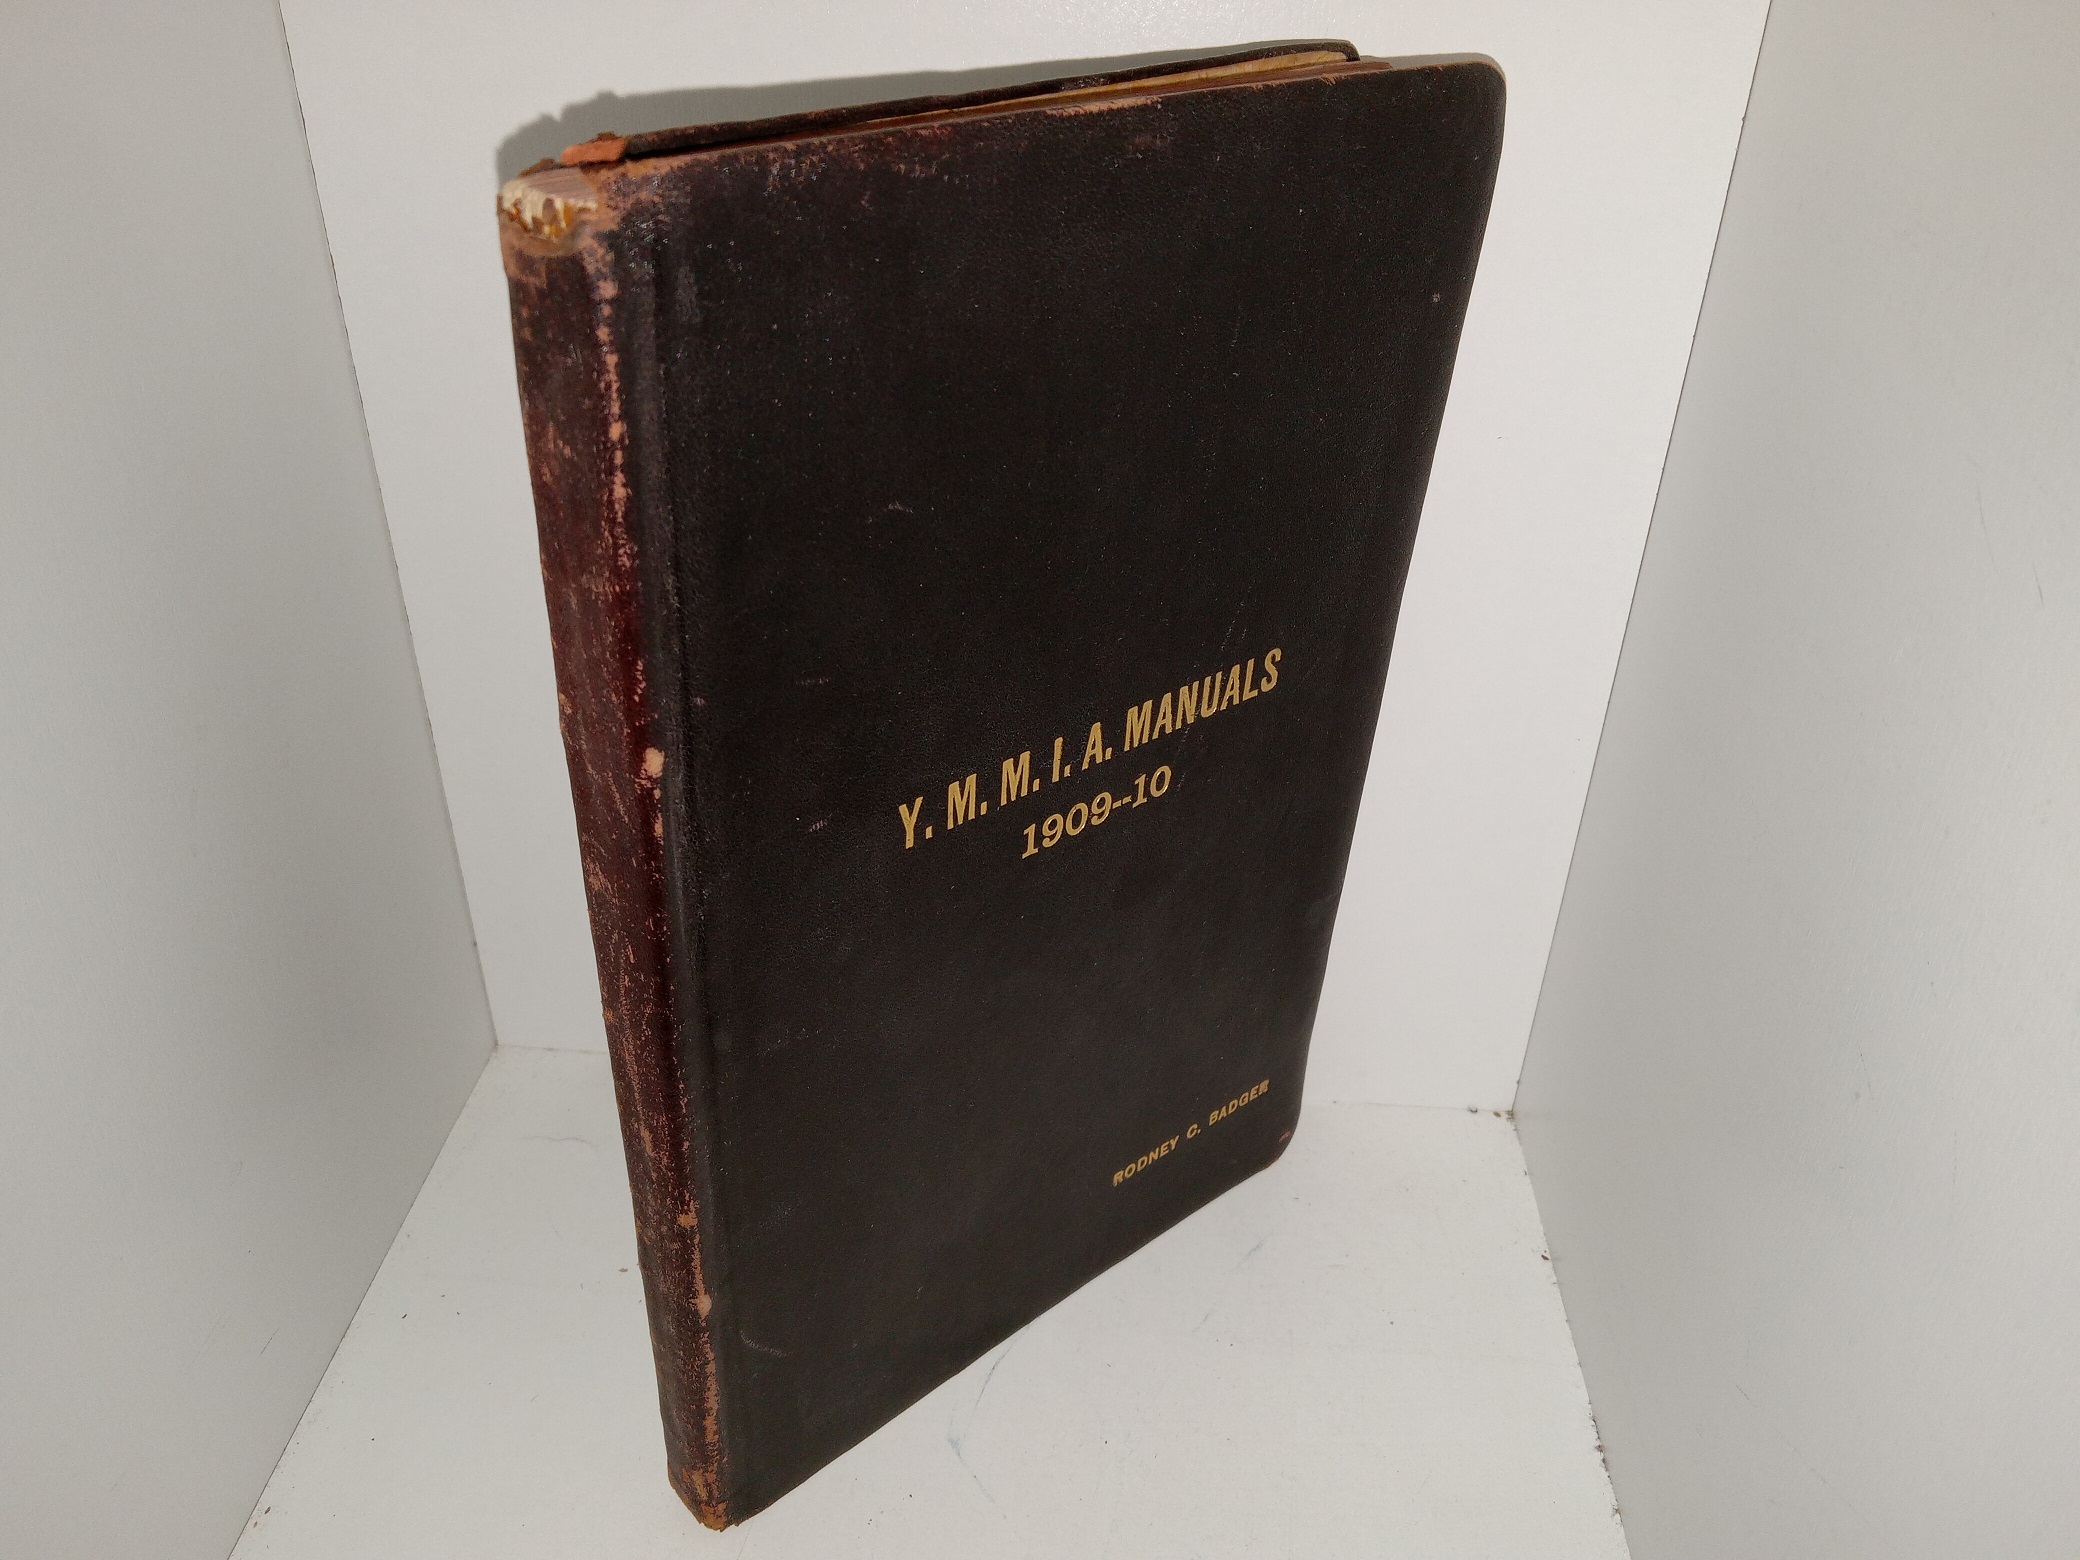 Y. M. M. I. A. MANUALS
1909--10
RODNEY C. BADGER